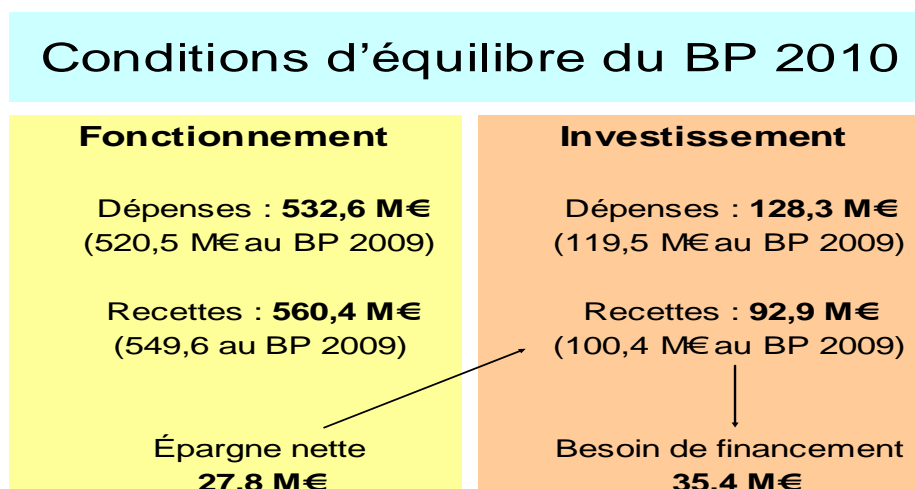 Conditions d’équilibre du BP 2010
Fonctionnement
Dépenses : 532,6 M€
(520,5 M€ au BP 2009)
Recettes : 560,4 M€
(549,6 au BP 2009)
Épargne nette
27,8 M€
Investissement
Dépenses : 128,3 M€
(119,5 M€ au BP 2009)
Recettes : 92,9 M€
(100,4 M€ au BP 2009)
Besoin de financement
35,4 M€